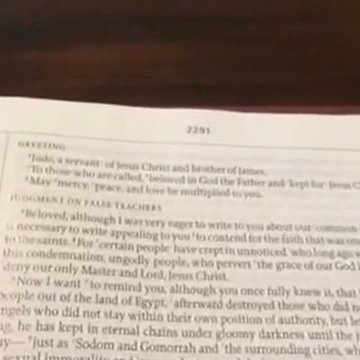 2291
GREETING
Jude, a servant of Jesus Christ and brother of James,
To those who are called, beloved in God the Father and kept for Jesus C
May mercy, peace, and love be multiplied to you.
JUDGMENT ON FALSE TEACHERS
Beloved, although I was very eager to write to you about our common
necessary to write appealing to you to contend for the faith that was on
to the saints. For certain people have crept in unnoticed who long ago w
this condemnation, ungodly people, who pervert the grace of our God
deny our only Master and Lord, Jesus Christ.
Now I want to remind you, although you once fully knew it, that
people out of the land of Egypt, afterward destroyed those who did no
ngels who did not stay within their own position of authority, but le
ng, he has kept in eternal chains under gloomy darkness until the
ay— just as Sodom and Gomorrah and the surrounding cities,
sexual immorality